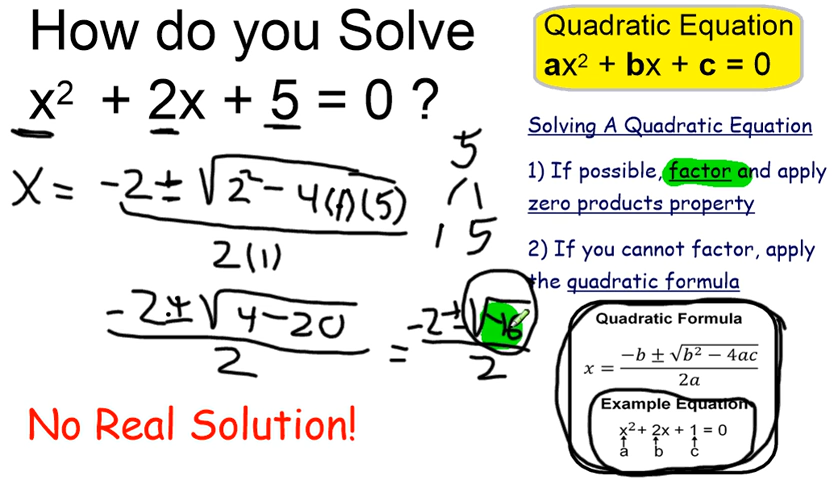 How do you Solve
x² + 2x + 5 = 0 ?
X = -2 ± √2² - 4(1)(5)
2(1)
5
1 5
-2 ± √4-20
2
= -2 ± √-16
2
No Real Solution!
Quadratic Equation
ax² + bx + c = 0
Solving A Quadratic Equation
1) If possible, factor and apply
zero products property
2) If you cannot factor, apply
the quadratic formula
Quadratic Formula
x = −b ± √b² − 4ac
2a
Example Equation
x²+ 2x + 1 = 0
a b c